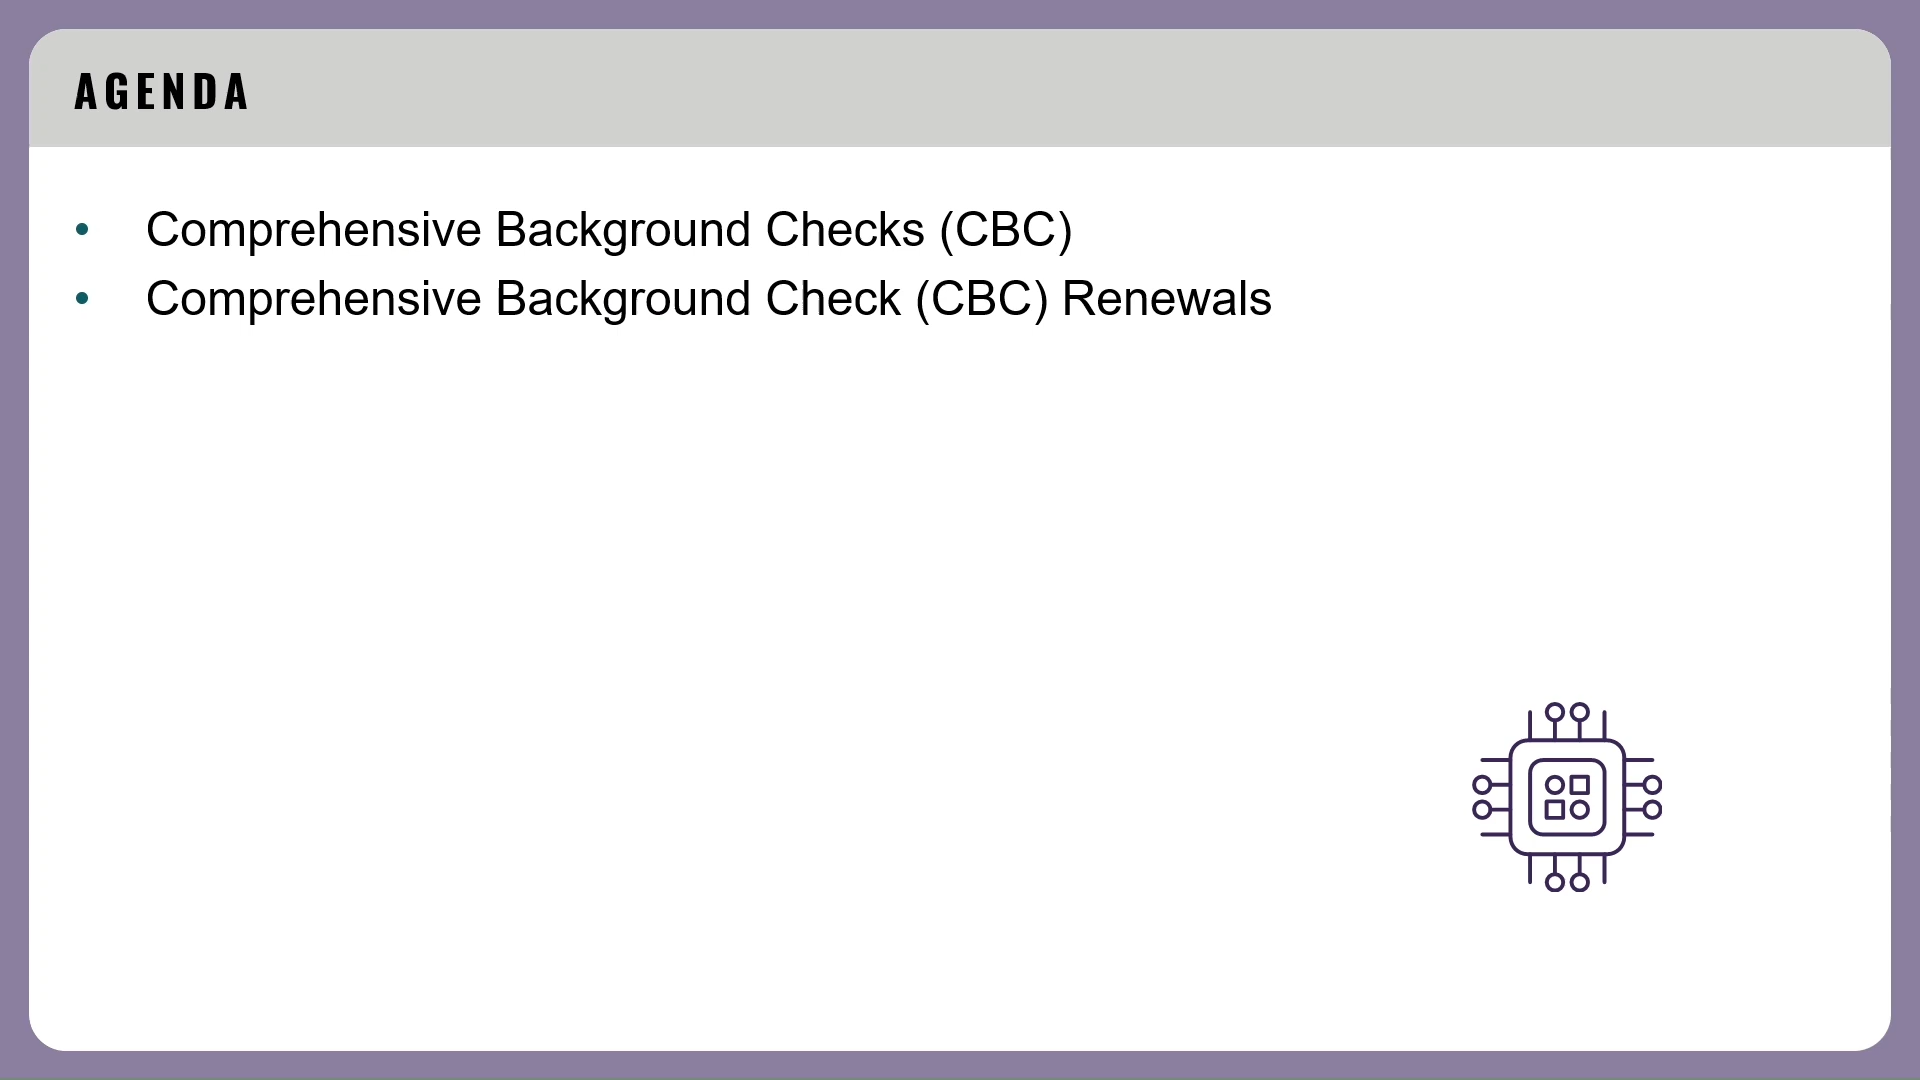 AGENDA
• Comprehensive Background Checks (CBC)
• Comprehensive Background Check (CBC) Renewals